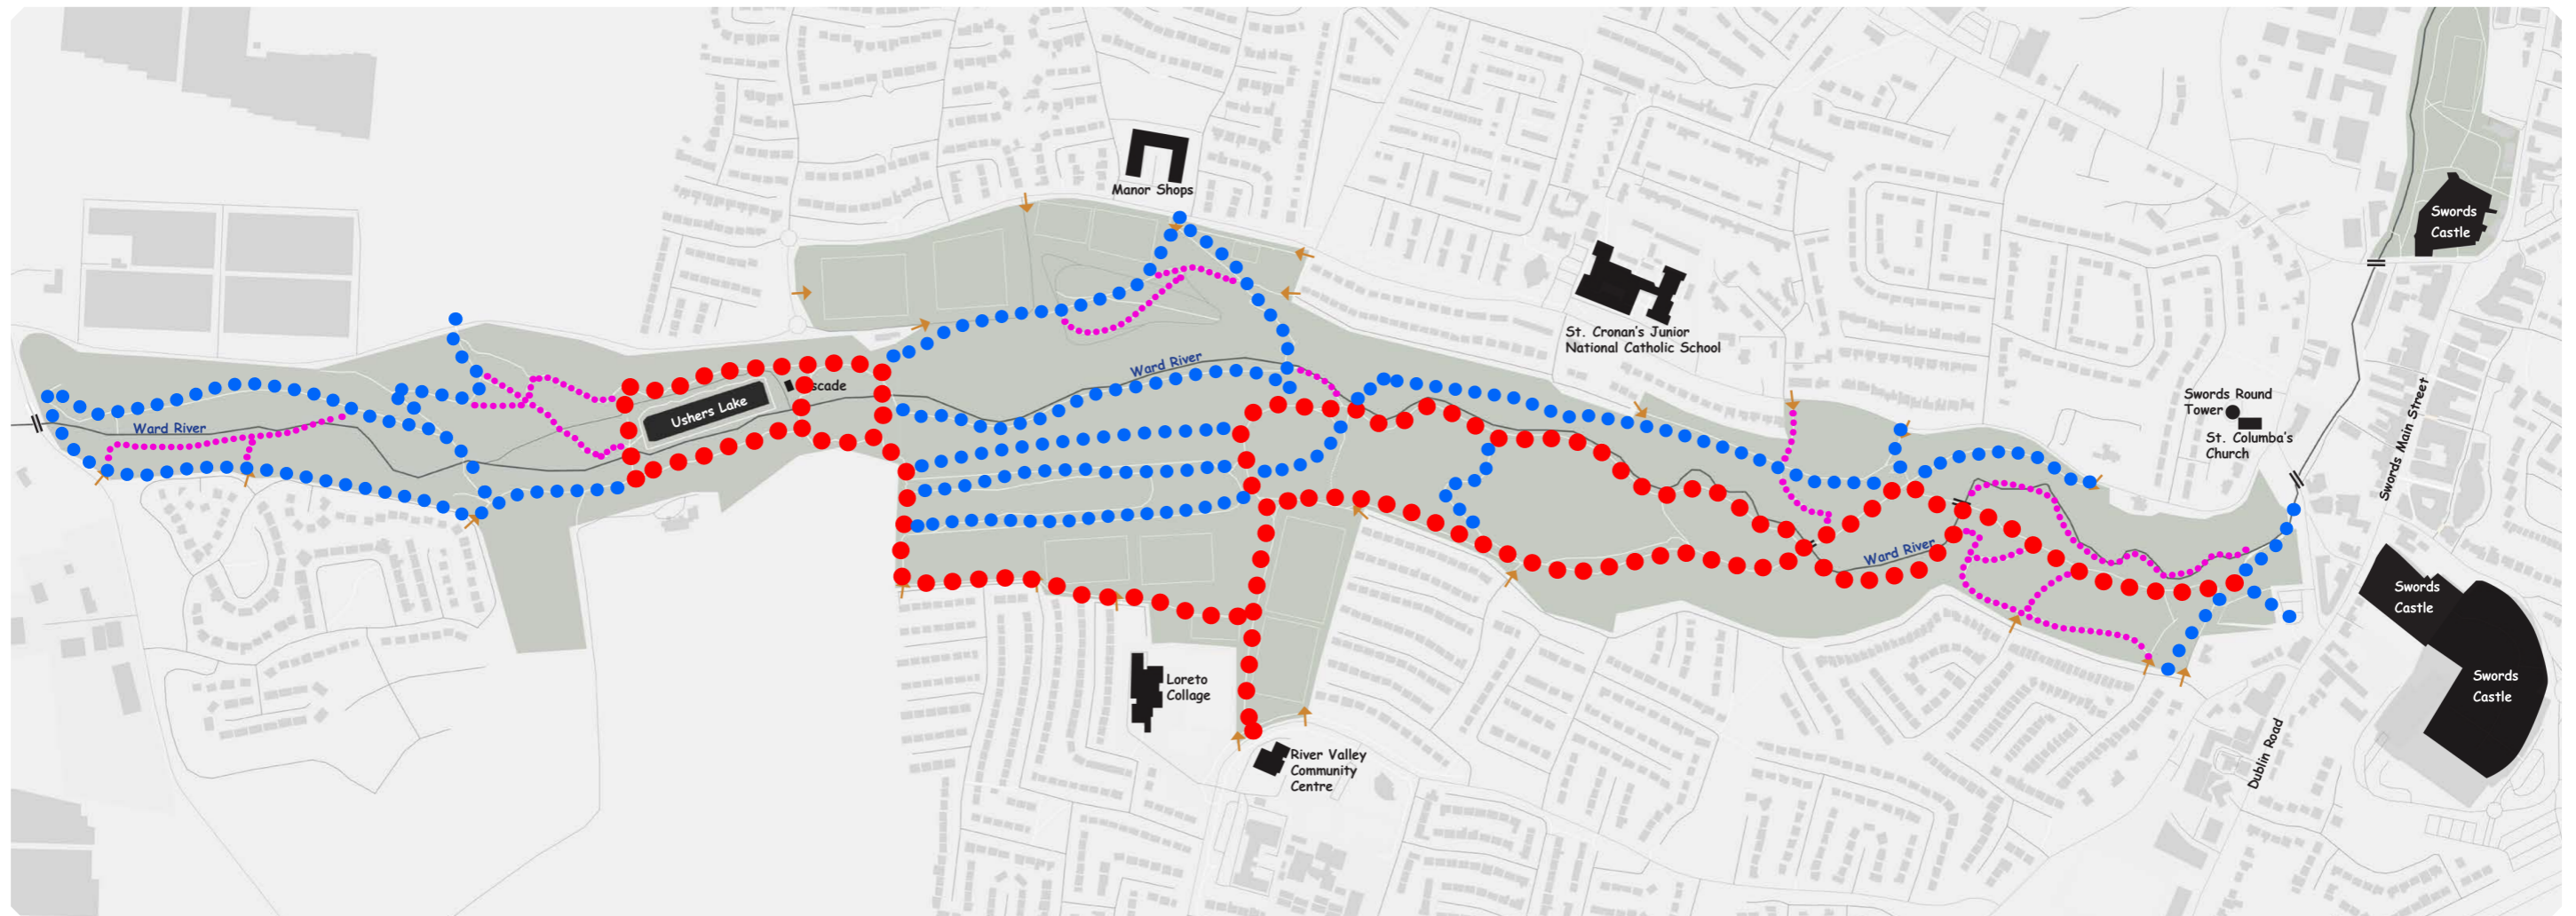 Manor Shops
Swords
Castle
St. Cronan's Junior
National Catholic School
Ward River
scade
Ushers Lake
Ward River
Swords Round
Tower
St. Columba's
Church
Swords Main Street
Ward River
Swords
Castle
Loreto
Collage
Swords
Castle
River Valley
Community
Centre
Dublin Road